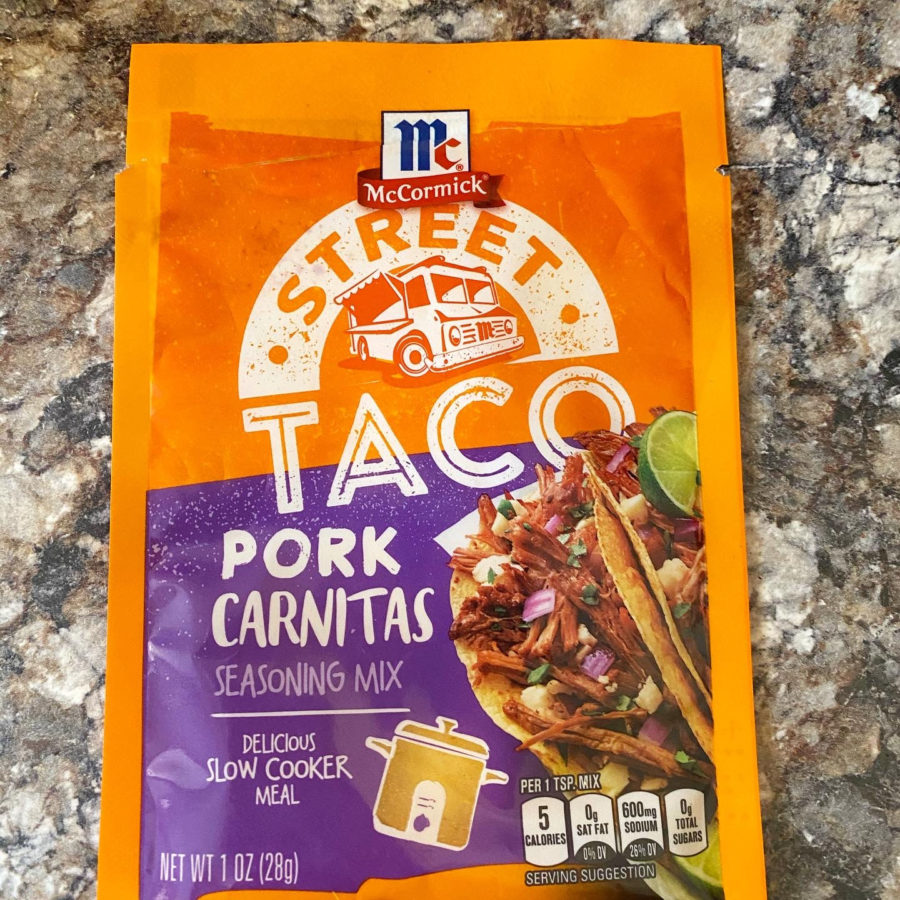 Mc®
McCormick®
STREET
TACO
PORK
CARNITAS
SEASONING MIX
DELICIOUS
SLOW COOKER
MEAL
PER 1 TSP. MIX
5
CALORIES
0g
SAT FAT
0% DV
600mg
SODIUM
26% DV
0g
TOTAL
SUGARS
SERVING SUGGESTION
NET WT 1 OZ (28g)